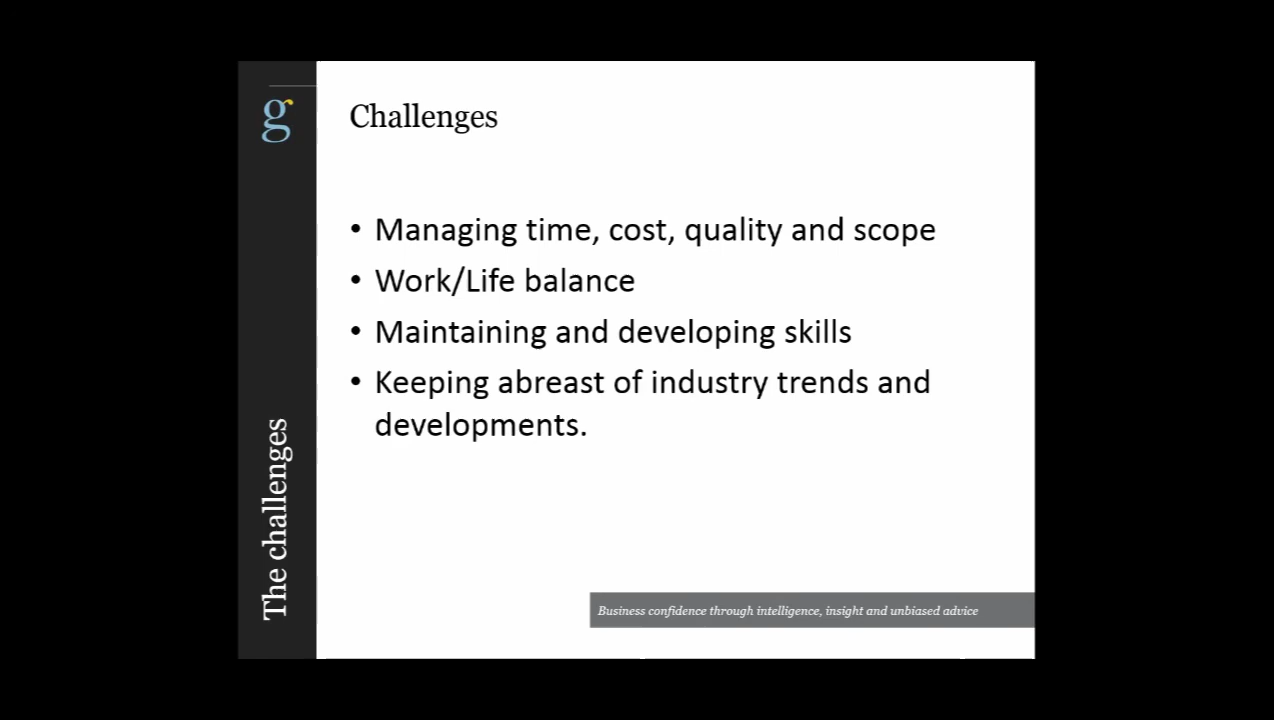 g
Challenges
• Managing time, cost, quality and scope
• Work/Life balance
• Maintaining and developing skills
• Keeping abreast of industry trends and
developments.
The challenges
Business confidence through intelligence, insight and unbiased advice